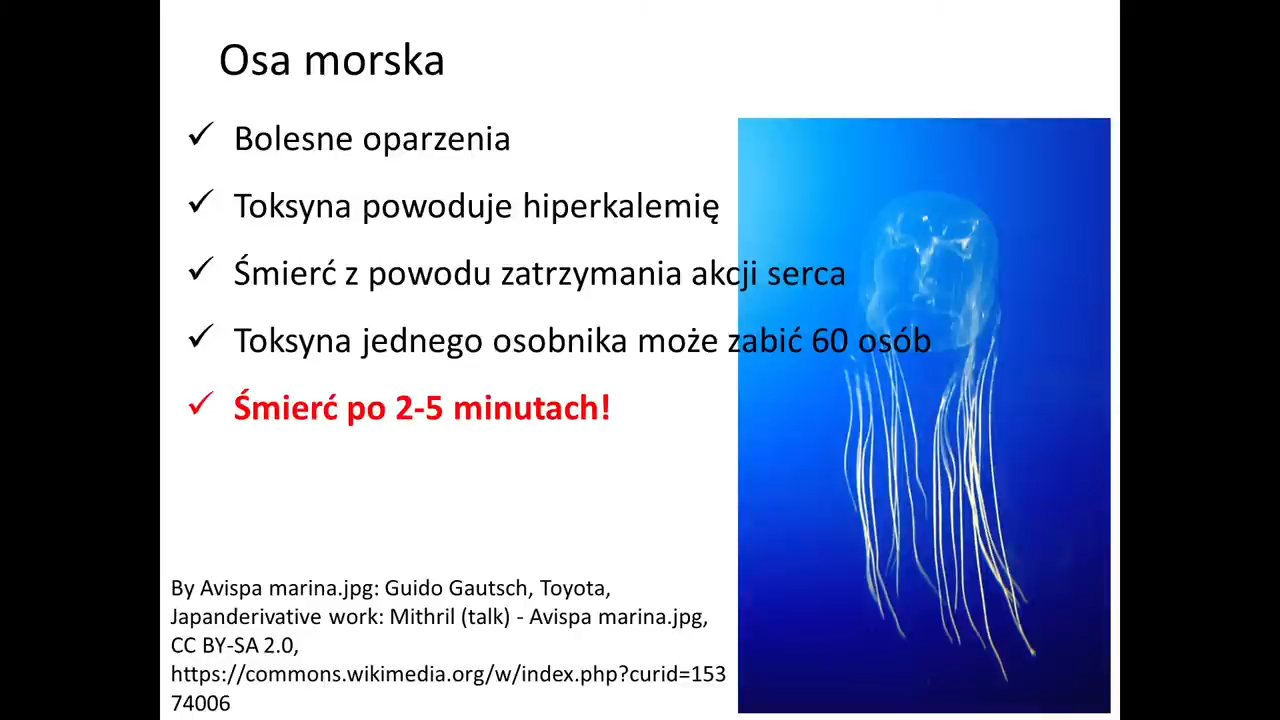 Osa morska
✓ Bolesne oparzenia
✓ Toksyna powoduje hiperkalemię
✓ Śmierć z powodu zatrzymania akcji serca
✓ Toksyna jednego osobnika może zabić 60 osób
✓ Śmierć po 2-5 minutach!
By Avispa marina.jpg: Guido Gautsch, Toyota,
Japanderivative work: Mithril (talk) - Avispa marina.jpg,
CC BY-SA 2.0,
https://commons.wikimedia.org/w/index.php?curid=153
74006